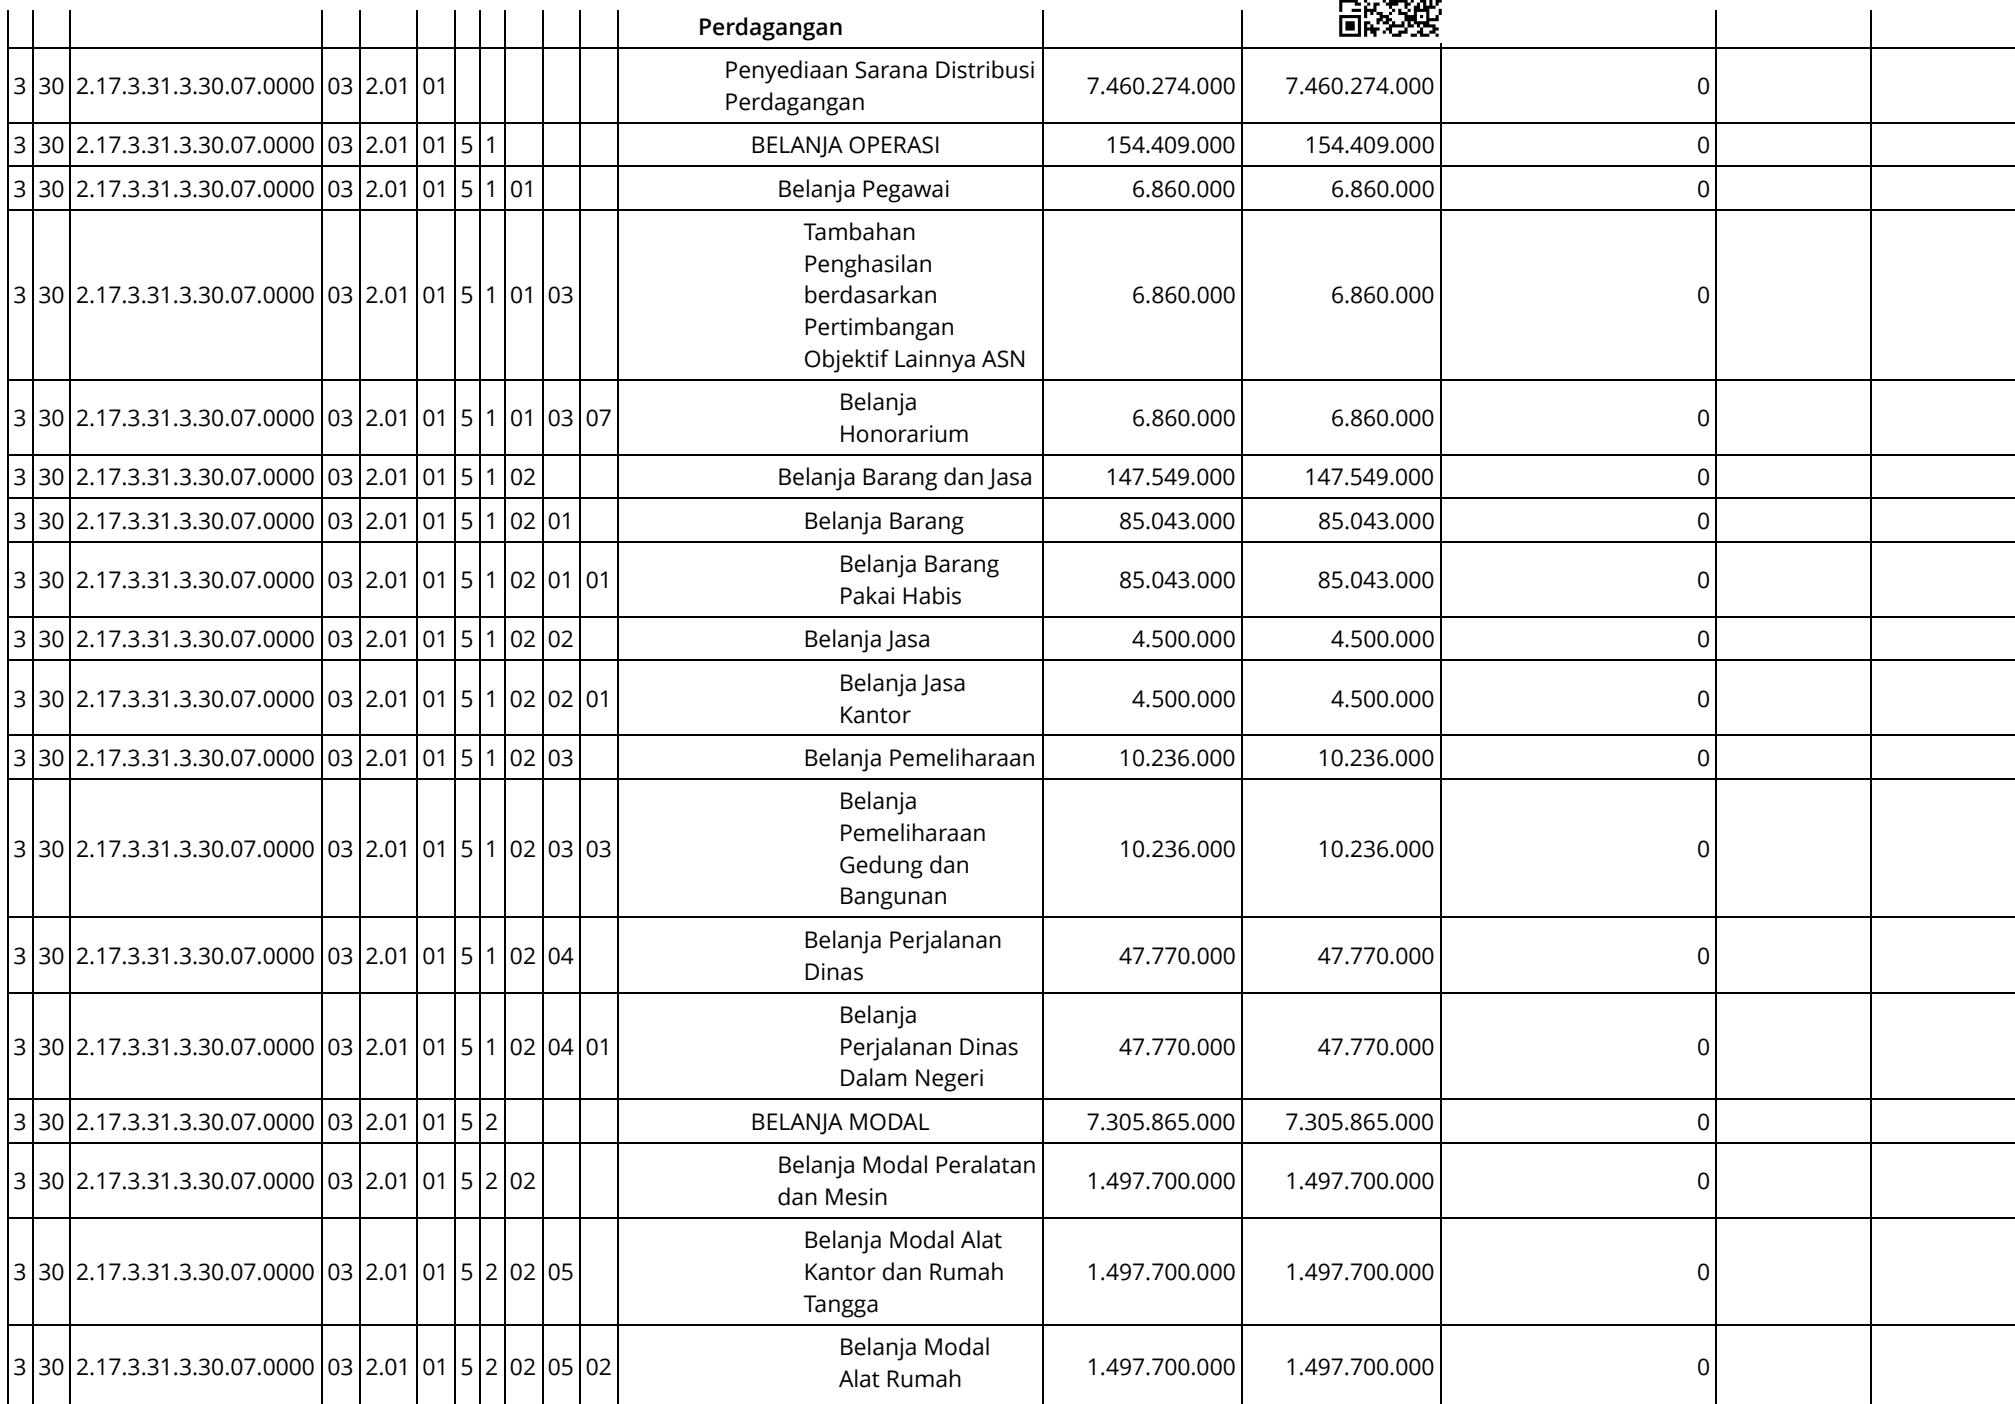 Perdagangan
3 30 2.17.3.31.3.30.07.0000 03 2.01 01 Penyediaan Sarana Distribusi Perdagangan 7.460.274.000 7.460.274.000 0
3 30 2.17.3.31.3.30.07.0000 03 2.01 01 5 1 BELANJA OPERASI 154.409.000 154.409.000 0
3 30 2.17.3.31.3.30.07.0000 03 2.01 01 5 1 01 Belanja Pegawai 6.860.000 6.860.000 0
3 30 2.17.3.31.3.30.07.0000 03 2.01 01 5 1 01 03 Tambahan Penghasilan berdasarkan Pertimbangan Objektif Lainnya ASN 6.860.000 6.860.000 0
3 30 2.17.3.31.3.30.07.0000 03 2.01 01 5 1 01 03 07 Belanja Honorarium 6.860.000 6.860.000 0
3 30 2.17.3.31.3.30.07.0000 03 2.01 01 5 1 02 Belanja Barang dan Jasa 147.549.000 147.549.000 0
3 30 2.17.3.31.3.30.07.0000 03 2.01 01 5 1 02 01 Belanja Barang 85.043.000 85.043.000 0
3 30 2.17.3.31.3.30.07.0000 03 2.01 01 5 1 02 01 01 Belanja Barang Pakai Habis 85.043.000 85.043.000 0
3 30 2.17.3.31.3.30.07.0000 03 2.01 01 5 1 02 02 Belanja Jasa 4.500.000 4.500.000 0
3 30 2.17.3.31.3.30.07.0000 03 2.01 01 5 1 02 02 01 Belanja Jasa Kantor 4.500.000 4.500.000 0
3 30 2.17.3.31.3.30.07.0000 03 2.01 01 5 1 02 03 Belanja Pemeliharaan 10.236.000 10.236.000 0
3 30 2.17.3.31.3.30.07.0000 03 2.01 01 5 1 02 03 03 Belanja Pemeliharaan Gedung dan Bangunan 10.236.000 10.236.000 0
3 30 2.17.3.31.3.30.07.0000 03 2.01 01 5 1 02 04 Belanja Perjalanan Dinas 47.770.000 47.770.000 0
3 30 2.17.3.31.3.30.07.0000 03 2.01 01 5 1 02 04 01 Belanja Perjalanan Dinas Dalam Negeri 47.770.000 47.770.000 0
3 30 2.17.3.31.3.30.07.0000 03 2.01 01 5 2 BELANJA MODAL 7.305.865.000 7.305.865.000 0
3 30 2.17.3.31.3.30.07.0000 03 2.01 01 5 2 02 Belanja Modal Peralatan dan Mesin 1.497.700.000 1.497.700.000 0
3 30 2.17.3.31.3.30.07.0000 03 2.01 01 5 2 02 05 Belanja Modal Alat Kantor dan Rumah Tangga 1.497.700.000 1.497.700.000 0
3 30 2.17.3.31.3.30.07.0000 03 2.01 01 5 2 02 05 02 Belanja Modal Alat Rumah 1.497.700.000 1.497.700.000 0